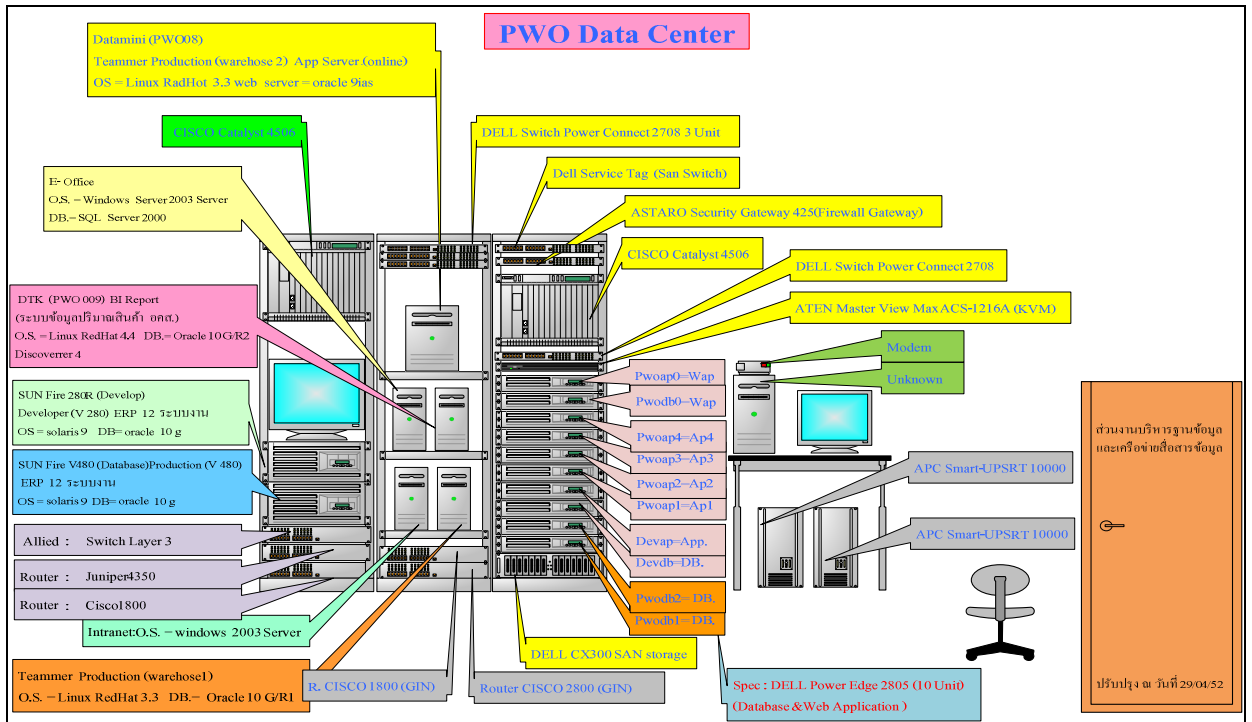 PWO Data Center
Datamini (PWO08)
Teammer Production (warehose 2) App Server (online)
OS = Linux RadHot 3.3 web server = oracle 9ias
CISCO Catalyst 4506
DELL Switch Power Connect 2708 3 Unit
Dell Service Tag (San Switch)
E- Office
O.S. – Windows Server 2003 Server
DB.– SQL Server 2000
ASTARO Security Gateway 425(Firewall Gateway)
CISCO Catalyst 4506
DELL Switch Power Connect 2708
DTK (PWO 009) BI Report
(ระบบข้อมูลปริมาณสินค้า อคส.)
O.S. = Linux RedHat 4.4 DB.= Oracle 10 G/R2
Discoverrer 4
ATEN Master View Max ACS-1216A (KVM)
Modem
Unknown
Pwoap0=Wap
Pwodb0=Wap
Pwoap4=Ap4
Pwoap3=Ap3
Pwoap2=Ap2
Pwoap1=Ap1
Devap=App.
Devdb=DB.
Pwodb2= DB.
Pwodb1= DB.
SUN Fire 280R (Develop)
Developer (V 280) ERP 12 ระบบงาน
OS = solaris 9 DB= oracle 10 g
SUN Fire V480 (Database)Production (V 480)
ERP 12 ระบบงาน
OS = solaris 9 DB= oracle 10 g
Allied : Switch Layer 3
Router : Juniper4350
Router : Cisco1800
Intranet:O.S. – windows 2003 Server
Teammer Production (warehose1)
O.S. – Linux RedHat 3.3 DB.– Oracle 10 G/R1
R. CISCO 1800 (GIN)
Router CISCO 2800 (GIN)
DELL CX300 SAN storage
Spec : DELL Power Edge 2805 (10 Unit)
(Database &Web Application )
APC Smart-UPSRT 10000
APC Smart-UPSRT 10000
ส่วนงานบริหารฐานข้อมูล
และเครือข่ายสื่อสารข้อมูล
ปรับปรุง ณ วันที่ 29/04/52